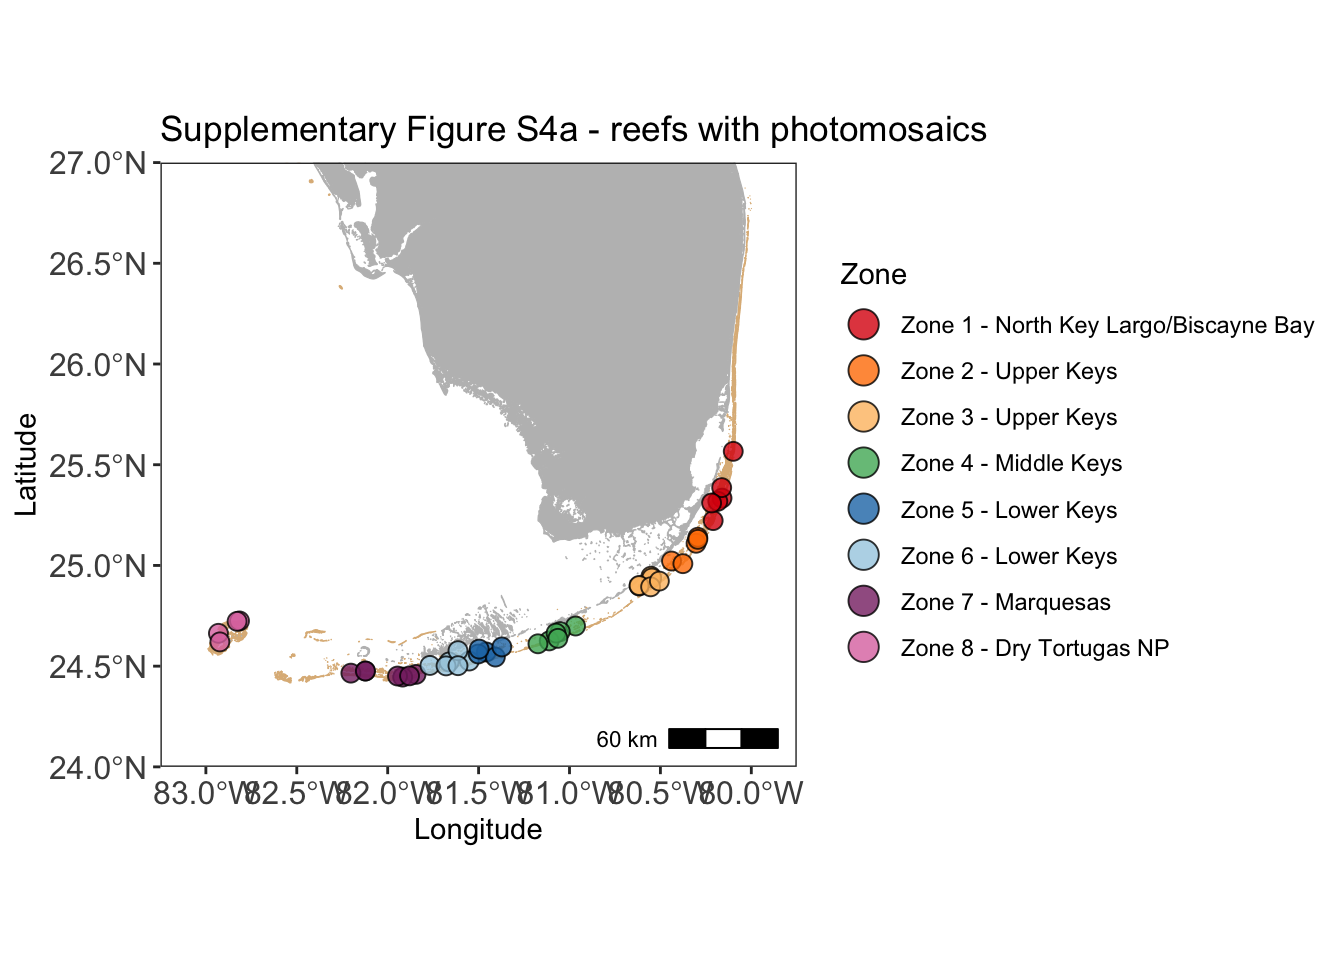 Supplementary Figure S4a - reefs with photomosaics
27.0°N
26.5°N
26.0°N
25.5°N
25.0°N
24.5°N
24.0°N
Latitude
60 km
83.0°W 82.5°W 82.0°W 81.5°W 81.0°W 80.5°W 80.0°W
Longitude
Zone
Zone 1 - North Key Largo/Biscayne Bay
Zone 2 - Upper Keys
Zone 3 - Upper Keys
Zone 4 - Middle Keys
Zone 5 - Lower Keys
Zone 6 - Lower Keys
Zone 7 - Marquesas
Zone 8 - Dry Tortugas NP